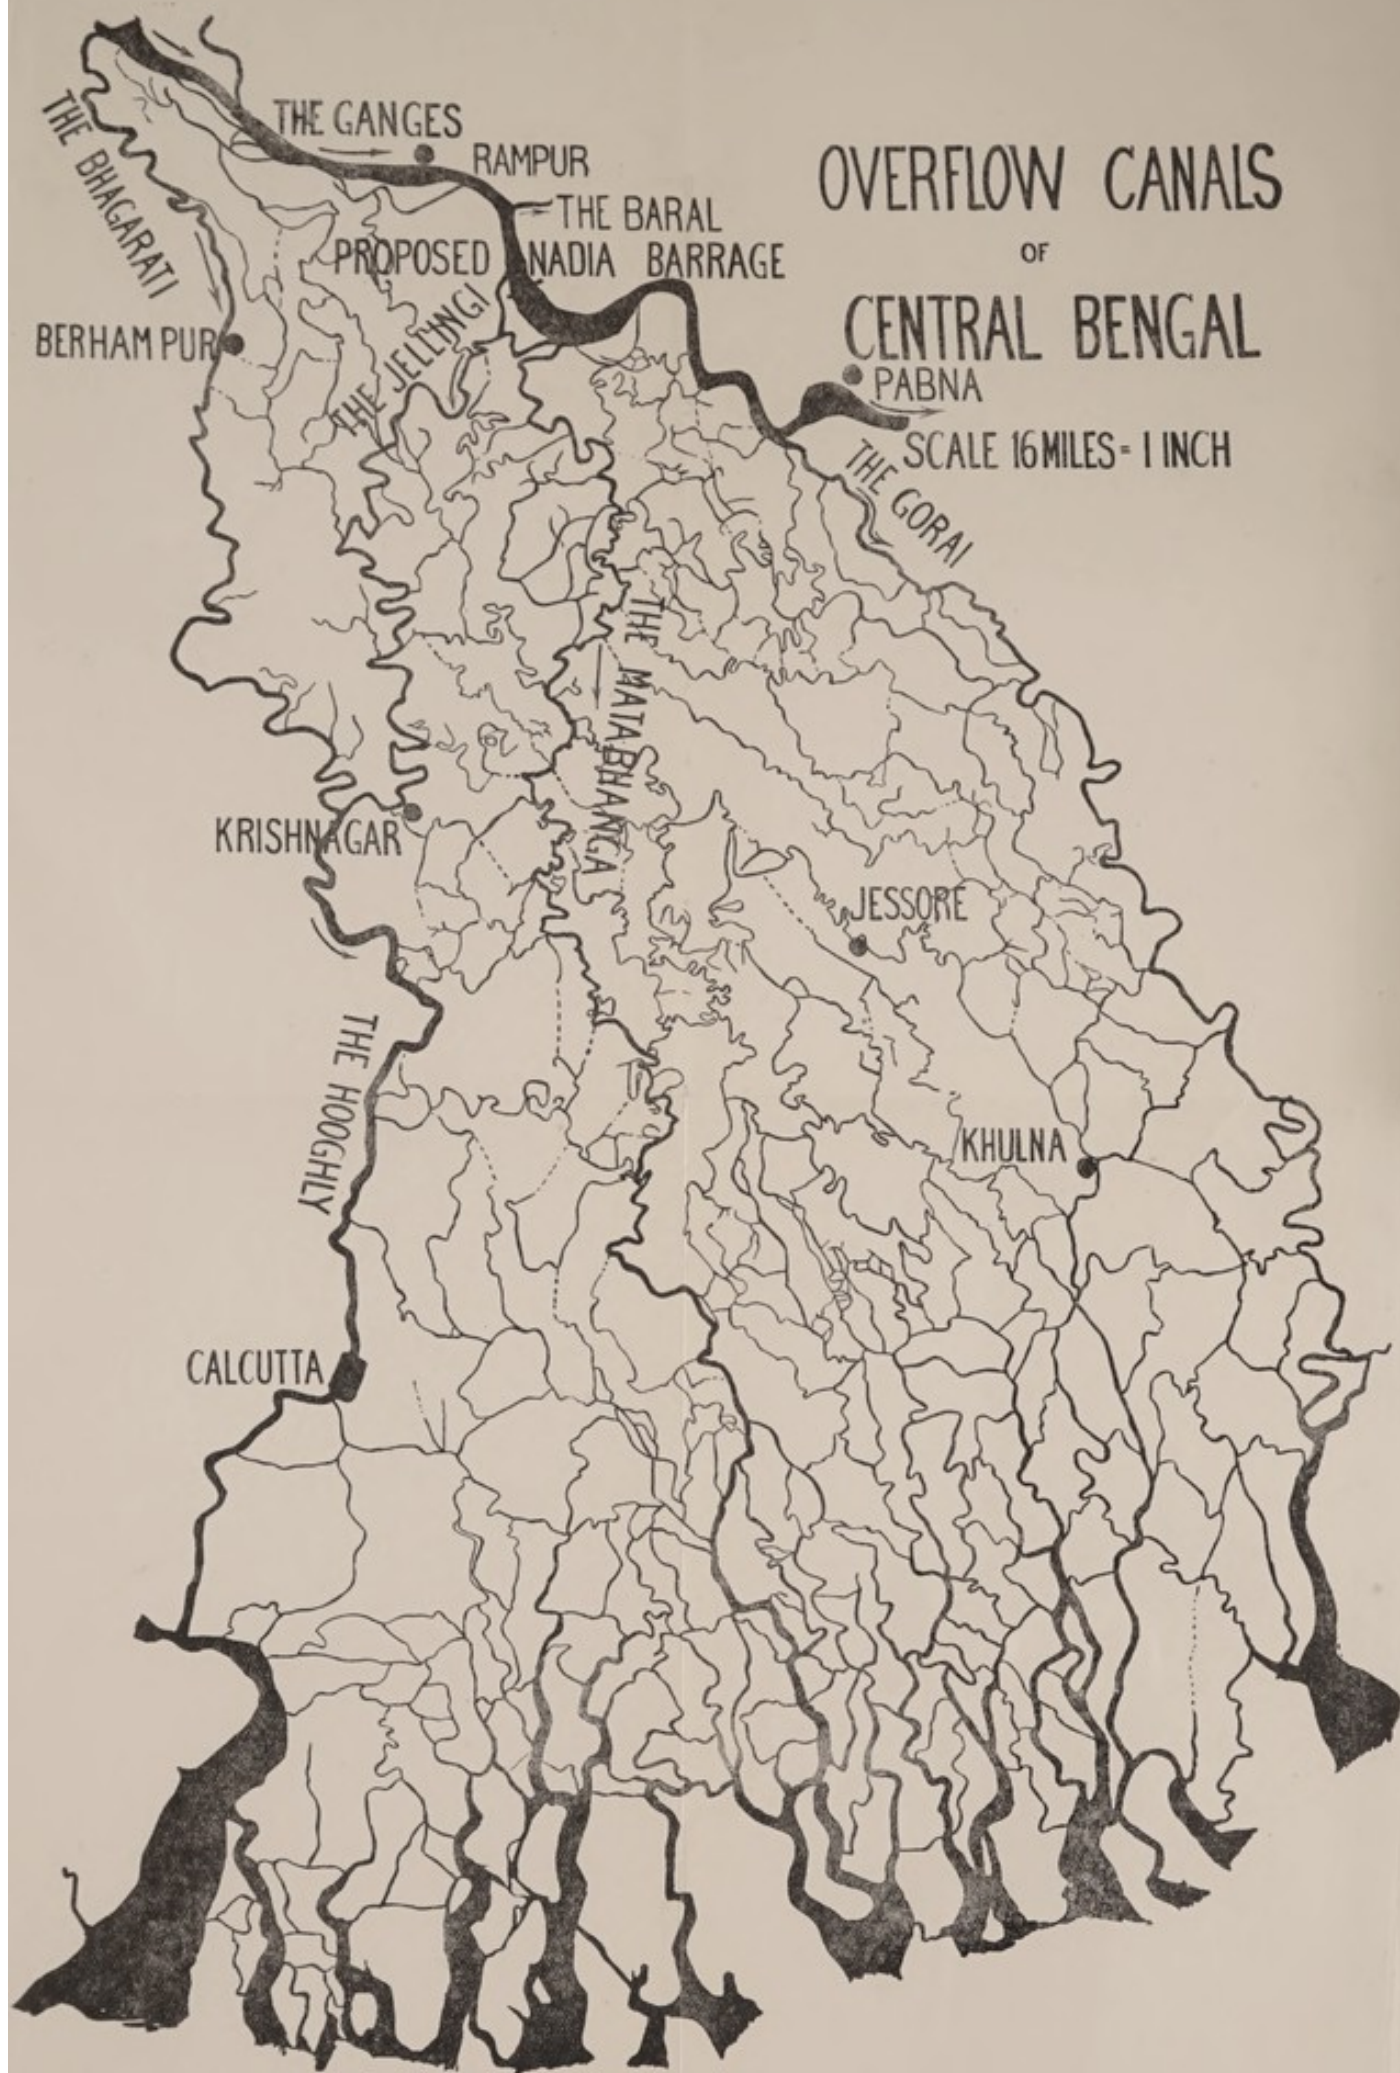 OVERFLOW CANALS
OF
CENTRAL BENGAL
SCALE 16 MILES = 1 INCH
THE GANGES
RAMPUR
THE BHAGARATI
THE BARAL
PROPOSED NADIA BARRAGE
THE JELLINGI
BERHAMPUR
PABNA
THE GORAI
THE MATABHANGA
KRISHNAGAR
JESSORE
THE HOOGHLY
KHULNA
CALCUTTA